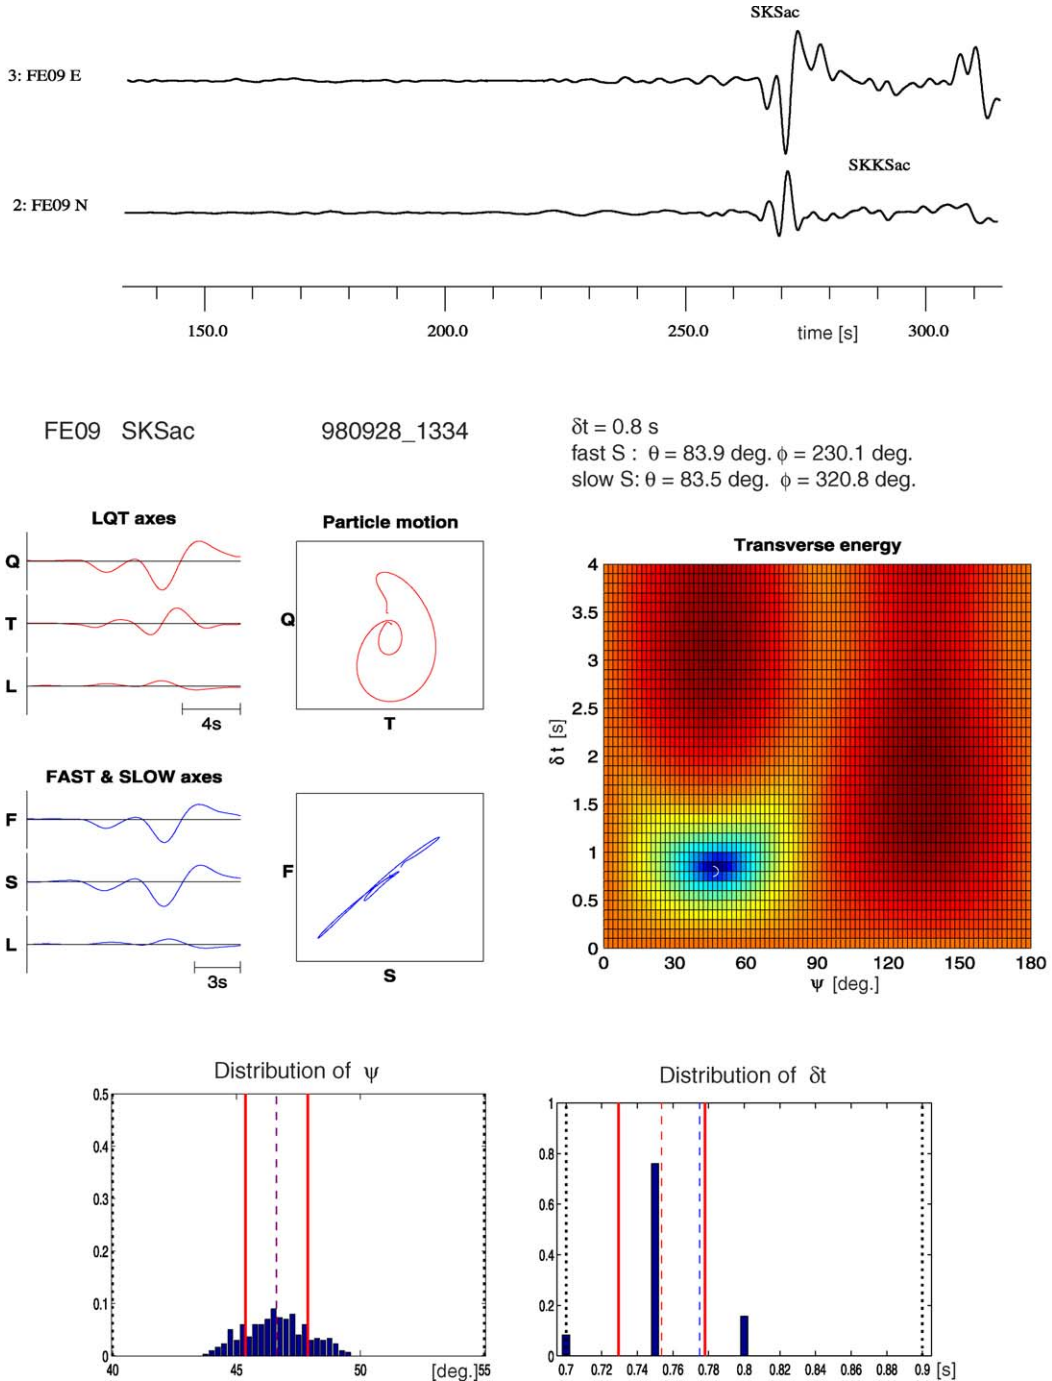 SKSac
3: FE09 E
SKKSac
2: FE09 N
150.0 200.0 250.0 time [s] 300.0
FE09 SKSac 980928_1334
δt = 0.8 s
fast S : θ = 83.9 deg. ϕ = 230.1 deg.
slow S: θ = 83.5 deg. ϕ = 320.8 deg.
LQT axes
Q
T
L
4s
Particle motion
Q
T
FAST & SLOW axes
F
S
L
3s
F
S
Transverse energy
4
3.5
3
2.5
2
1.5
1
0.5
0
δt [s]
0 30 60 90 120 150 180
ψ [deg.]
Distribution of ψ
0.5
0.4
0.3
0.2
0.1
0
40 45 50 [deg.] 55
Distribution of δt
1
0.8
0.6
0.4
0.2
0
0.7 0.72 0.74 0.76 0.78 0.8 0.82 0.84 0.86 0.88 0.9 [s]